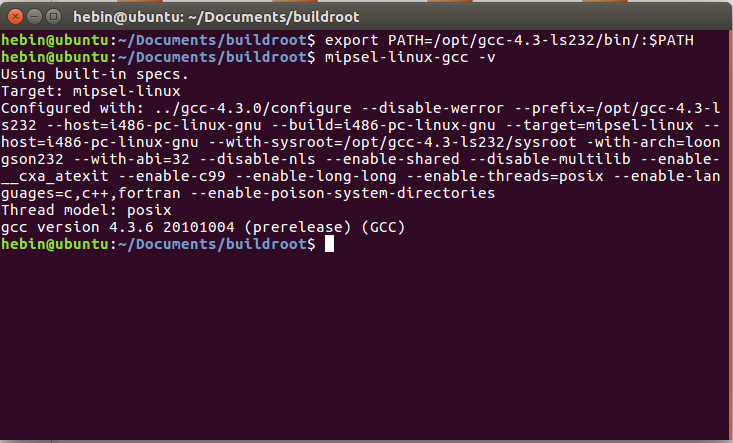 hebin@ubuntu: ~/Documents/buildroot
hebin@ubuntu:~/Documents/buildroot$ export PATH=/opt/gcc-4.3-ls232/bin/:$PATH
hebin@ubuntu:~/Documents/buildroot$ mipsel-linux-gcc -v
Using built-in specs.
Target: mipsel-linux
Configured with: ../gcc-4.3.0/configure --disable-werror --prefix=/opt/gcc-4.3-l
s232 --host=i486-pc-linux-gnu --build=i486-pc-linux-gnu --target=mipsel-linux --
host=i486-pc-linux-gnu --with-sysroot=/opt/gcc-4.3-ls232/sysroot -with-arch=loon
gson232 --with-abi=32 --disable-nls --enable-shared --disable-multilib --enable-
__cxa_atexit --enable-c99 --enable-long-long --enable-threads=posix --enable-lan
guages=c,c++,fortran --enable-poison-system-directories
Thread model: posix
gcc version 4.3.6 20101004 (prerelease) (GCC)
hebin@ubuntu:~/Documents/buildroot$